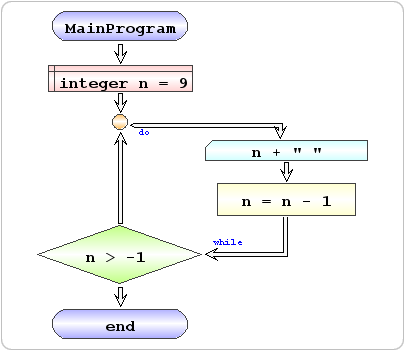 MainProgram
integer n = 9
do
n + " "
n = n - 1
while
n > -1
end